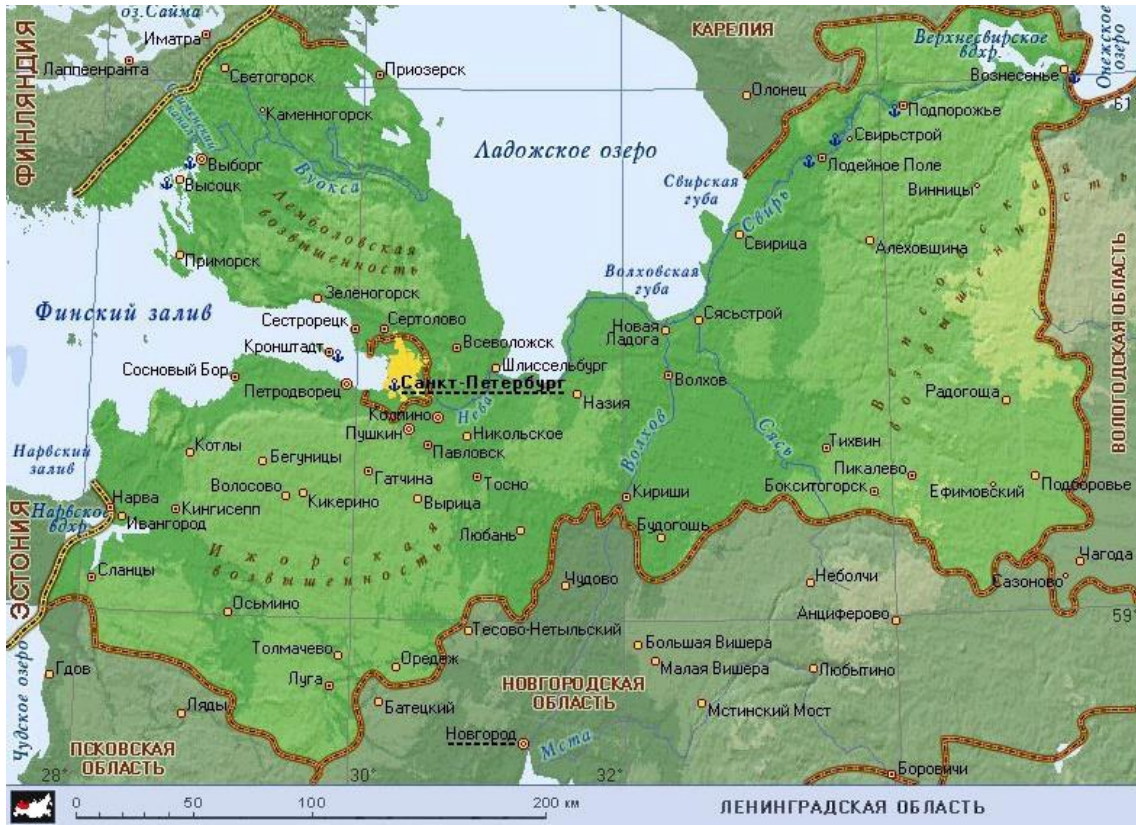 оз.Сайма
Иматра
Лаппеенранта
ФИНЛЯНДИЯ
Светогорск
Приозерск
Каменногорск
Сайменский
канал
Выборг
Высоцк
Вуокса
Лемболовская
возвышенность
Приморск
Зеленогорск
Финский залив
Ладожское озеро
КАРЕЛИЯ
Олонец
Верхнесвирское
вдхр.
Вознесенье
Онежское
озеро
61
Подпорожье
Свирьстрой
Лодейное Поле
Винницы
Свирская
губа
Свирь
Свирица
Алеховщина
Вепсовская
возвышенность
ВОЛОГОДСКАЯ ОБЛАСТЬ
Волховская
губа
Сестрорецк
Сертолово
Кронштадт
Всеволожск
Новая
Ладога
Сясьстрой
Сосновый Бор
Шлиссельбург
Петродворец
Санкт-Петербург
Волхов
Назия
Радогоща
Колпино
Нева
Пушкин
Никольское
Павловск
Волхов
Сясь
Тихвин
Нарвский
залив
Котлы
Бегуницы
Гатчина
Тосно
Пикалево
Волосово
Кикерино
Вырица
Кириши
Бокситогорск
Ефимовский
Подборовье
Нарва
Нарвское
вдхр.
Ивангород
Кингисепп
Любань
Будогощь
Ижорская
возвышенность
ЭСТОНИЯ
Сланцы
Чудово
Неболчи
Сазоново
Чагода
Осьмино
Анциферово
59
Тесово-Нетыльский
Толмачево
Большая Вишера
Оредеж
Малая Вишера
Любытино
Гдов
Луга
НОВГОРОДСКАЯ
ОБЛАСТЬ
Чудское озеро
Ляды
Батецкий
Мстинский Мост
ПСКОВСКАЯ
ОБЛАСТЬ
Новгород
Мста
28°
30°
32°
Боровичи
0 50 100 200 км
ЛЕНИНГРАДСКАЯ ОБЛАСТЬ